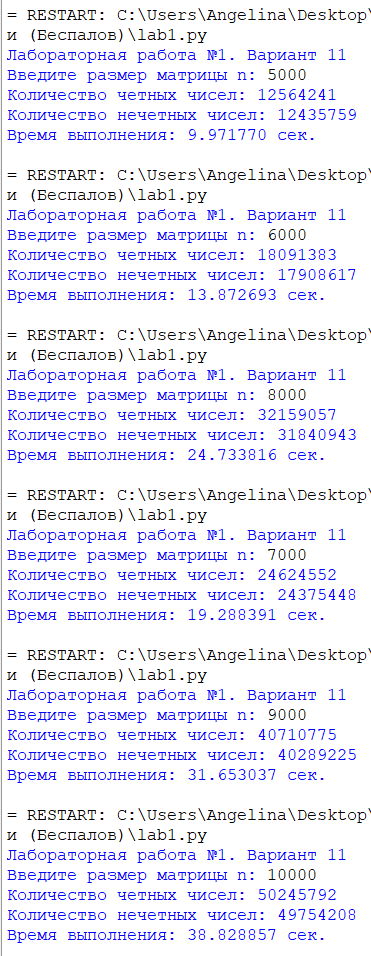 = RESTART: C:\Users\Angelina\Desktop\
и (Беспалов)\lab1.py
Лабораторная работа №1. Вариант 11
Введите размер матрицы n: 5000
Количество четных чисел: 12564241
Количество нечетных чисел: 12435759
Время выполнения: 9.971770 сек.
= RESTART: C:\Users\Angelina\Desktop\
и (Беспалов)\lab1.py
Лабораторная работа №1. Вариант 11
Введите размер матрицы n: 6000
Количество четных чисел: 18091383
Количество нечетных чисел: 17908617
Время выполнения: 13.872693 сек.
= RESTART: C:\Users\Angelina\Desktop\
и (Беспалов)\lab1.py
Лабораторная работа №1. Вариант 11
Введите размер матрицы n: 8000
Количество четных чисел: 32159057
Количество нечетных чисел: 31840943
Время выполнения: 24.733816 сек.
= RESTART: C:\Users\Angelina\Desktop\
и (Беспалов)\lab1.py
Лабораторная работа №1. Вариант 11
Введите размер матрицы n: 7000
Количество четных чисел: 24624552
Количество нечетных чисел: 24375448
Время выполнения: 19.288391 сек.
= RESTART: C:\Users\Angelina\Desktop\
и (Беспалов)\lab1.py
Лабораторная работа №1. Вариант 11
Введите размер матрицы n: 9000
Количество четных чисел: 40710775
Количество нечетных чисел: 40289225
Время выполнения: 31.653037 сек.
= RESTART: C:\Users\Angelina\Desktop\
и (Беспалов)\lab1.py
Лабораторная работа №1. Вариант 11
Введите размер матрицы n: 10000
Количество четных чисел: 50245792
Количество нечетных чисел: 49754208
Время выполнения: 38.828857 сек.